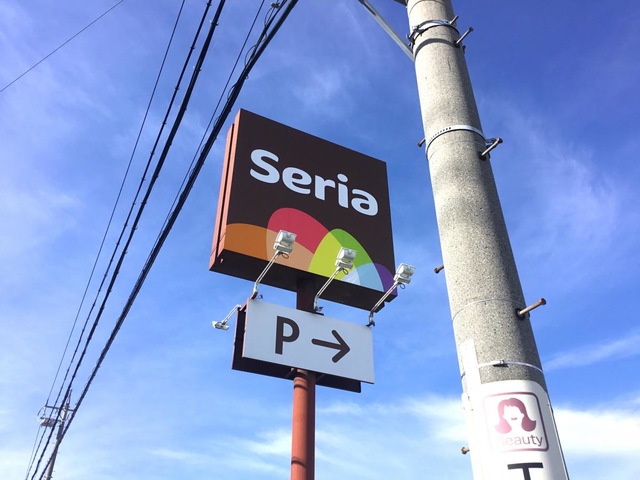 Seria
P →
beauty
T